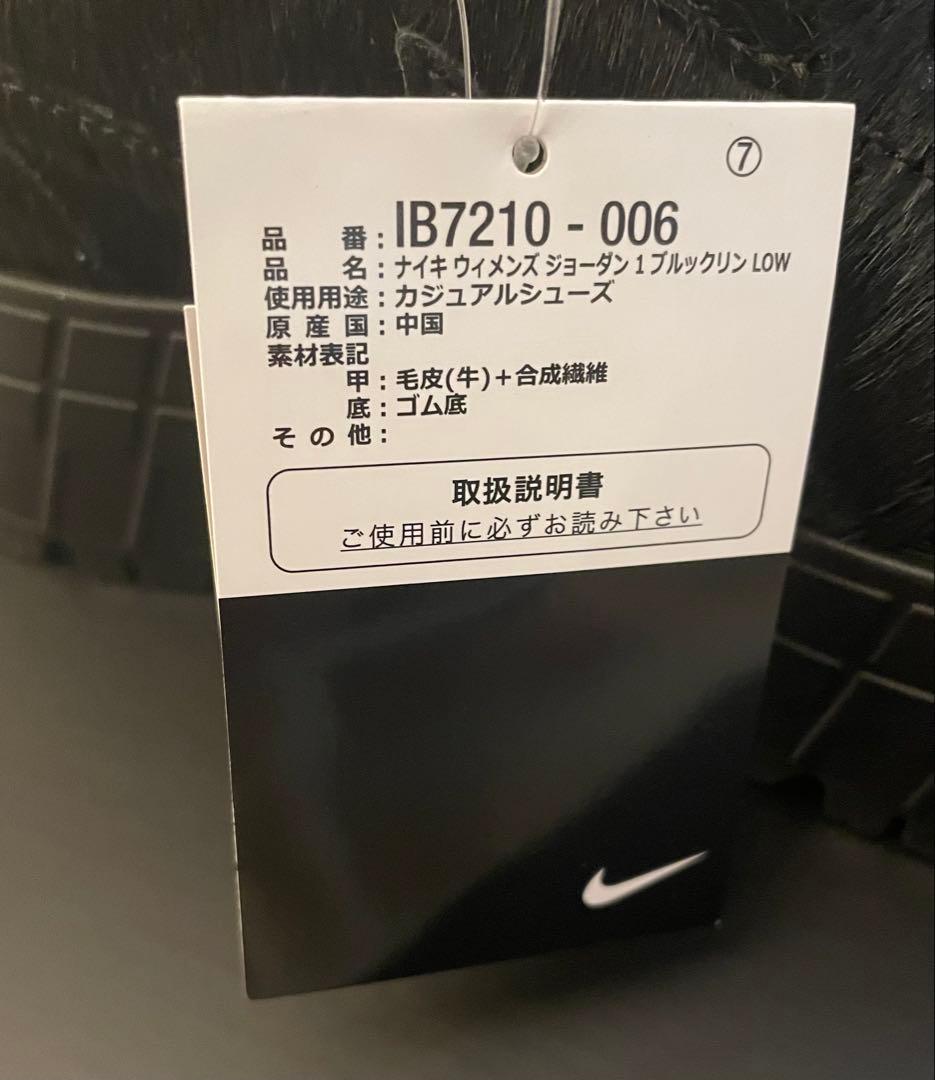 ⑦
品番：IB7210 - 006
品名：ナイキ ウィメンズ ジョーダン 1 ブルックリン LOW
使用用途：カジュアルシューズ
原産国：中国
素材表記
甲：毛皮(牛)＋合成繊維
底：ゴム底
その他：
取扱説明書
ご使用前に必ずお読み下さい